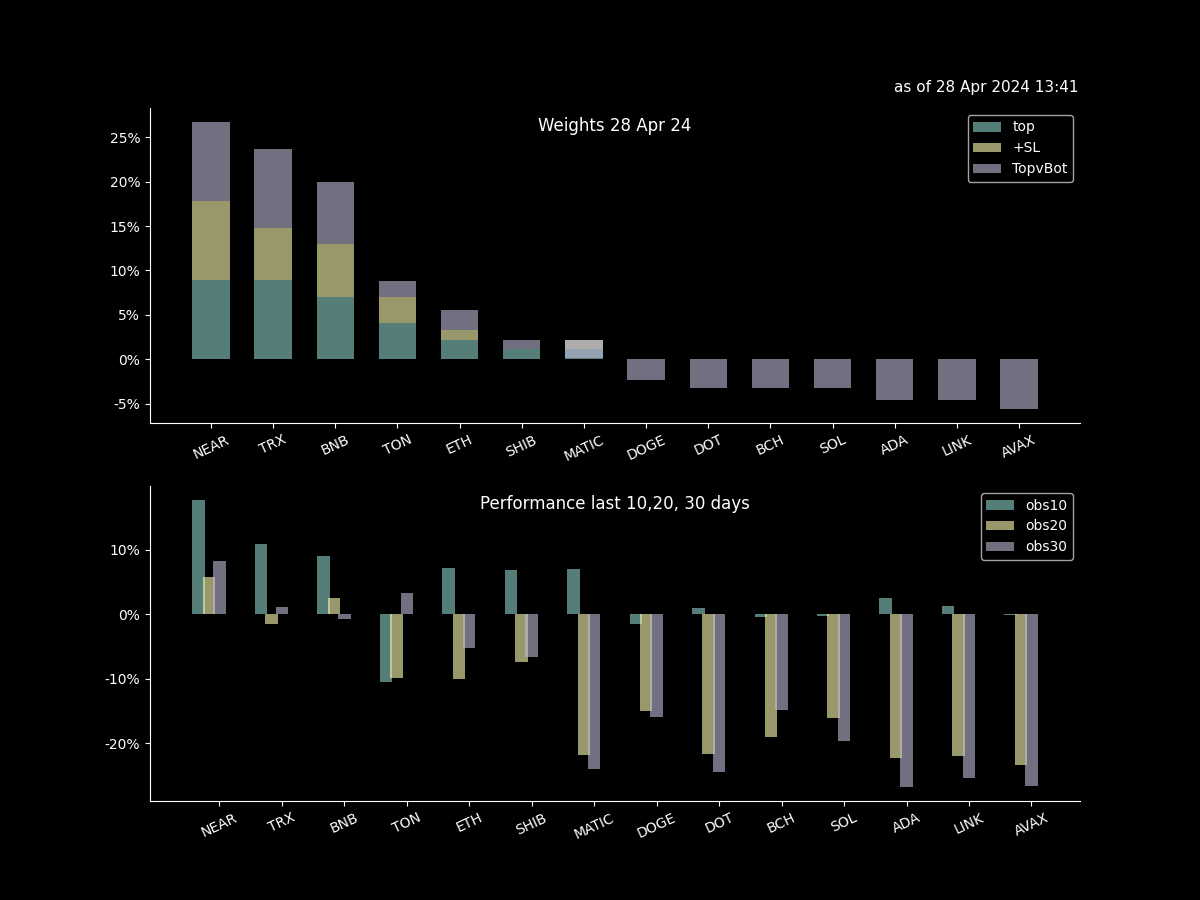 as of 28 Apr 2024 13:41
Weights 28 Apr 24
top
+SL
TopvBot
25%
20%
15%
10%
5%
0%
-5%
NEAR TRX BNB TON ETH SHIB MATIC DOGE DOT BCH SOL ADA LINK AVAX
Performance last 10,20, 30 days
obs10
obs20
obs30
10%
0%
-10%
-20%
NEAR TRX BNB TON ETH SHIB MATIC DOGE DOT BCH SOL ADA LINK AVAX